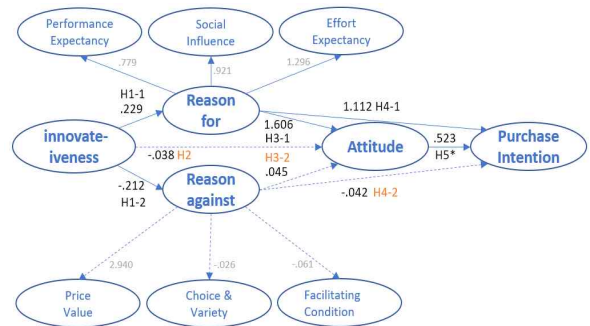 Performance
Expectancy
Social
Influence
Effort
Expectancy
.779
.921
1.296
H1-1
.229
Reason
for
1.112 H4-1
1.606
H3-1
innovate-
iveness
-.038 H2
H3-2
.045
Attitude
.523
H5*
Purchase
Intention
-.212
H1-2
Reason
against
-.042 H4-2
2.940
-.026
-.061
Price
Value
Choice &
Variety
Facilitating
Condition